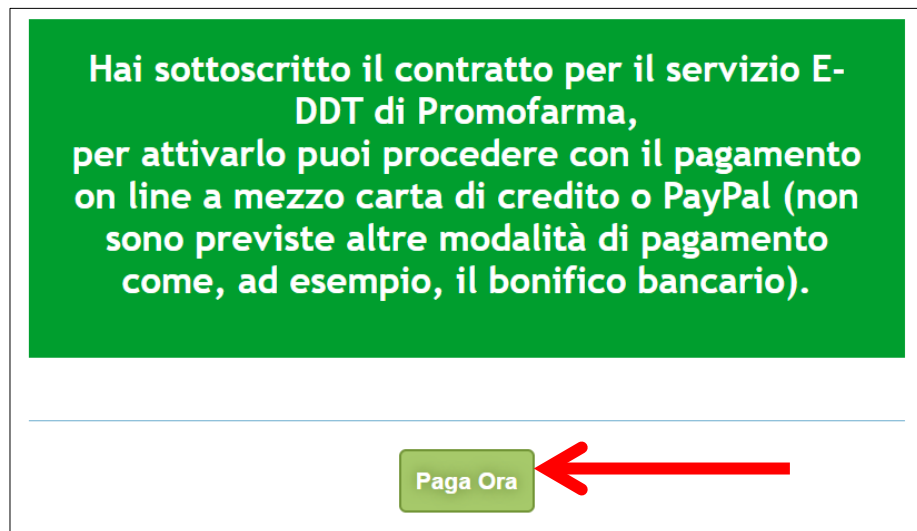 Hai sottoscritto il contratto per il servizio E-
DDT di Promofarma,
per attivarlo puoi procedere con il pagamento
on line a mezzo carta di credito o PayPal (non
sono previste altre modalità di pagamento
come, ad esempio, il bonifico bancario).
Paga Ora